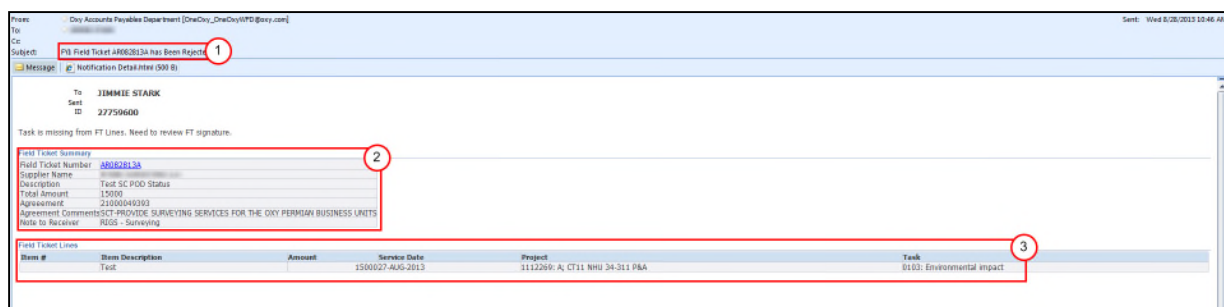 From: Oxy Accounts Payables Department [OneOxy_OneOxyWFD@oxy.com] Sent: Wed 8/28/2013 10:46 AM
To:
Cc:
Subject: FYI: Field Ticket AR082813A has Been Rejected 1
Message Notification Detail.html (500 B)
To JIMMIE STARK
Sent
ID 27759600
Task is missing from FT Lines. Need to review FT signature.
Field Ticket Summary 2
Field Ticket Number AR082813A
Supplier Name
Description Test SC POD Status
Total Amount 15000
Agreeement 21000049393
Agreement Comments SCT-PROVIDE SURVEYING SERVICES FOR THE OXY PERMIAN BUSINESS UNITS
Note to Receiver RIGS - Surveying
Field Ticket Lines 3
Item # Item Description Amount Service Date Project Task
Test 1500027-AUG-2013 1112269: A; CT11 NHU 34-311 P&A 0103: Environmental impact